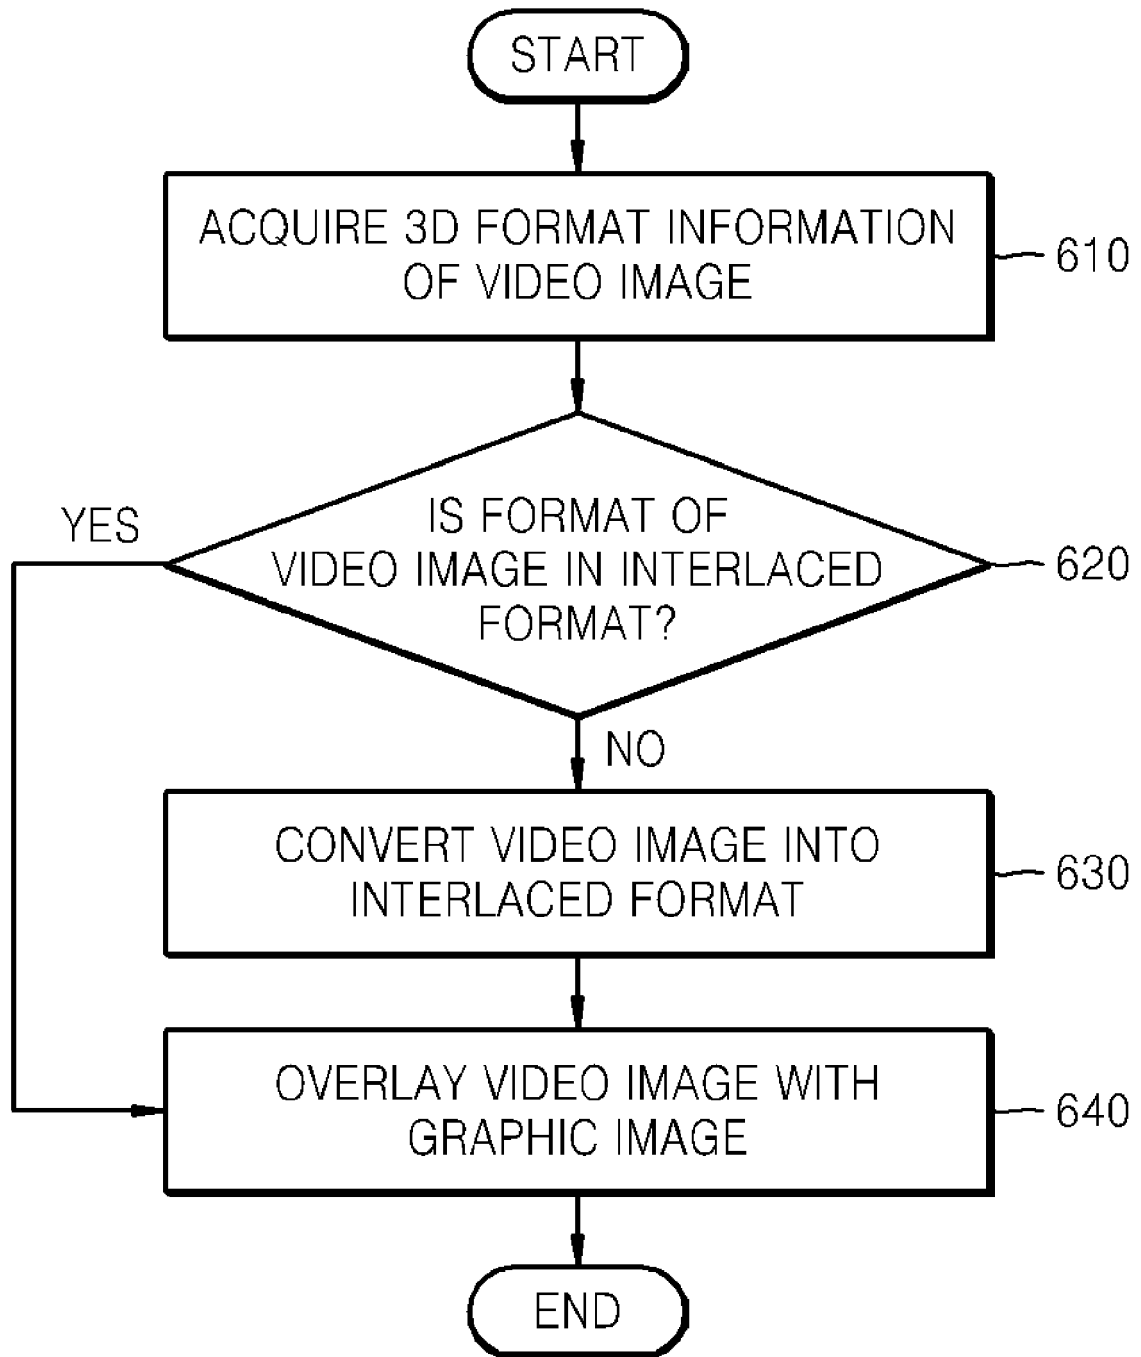 START
ACQUIRE 3D FORMAT INFORMATION
OF VIDEO IMAGE
610
IS FORMAT OF
VIDEO IMAGE IN INTERLACED
FORMAT?
620
YES
NO
CONVERT VIDEO IMAGE INTO
INTERLACED FORMAT
630
OVERLAY VIDEO IMAGE WITH
GRAPHIC IMAGE
640
END